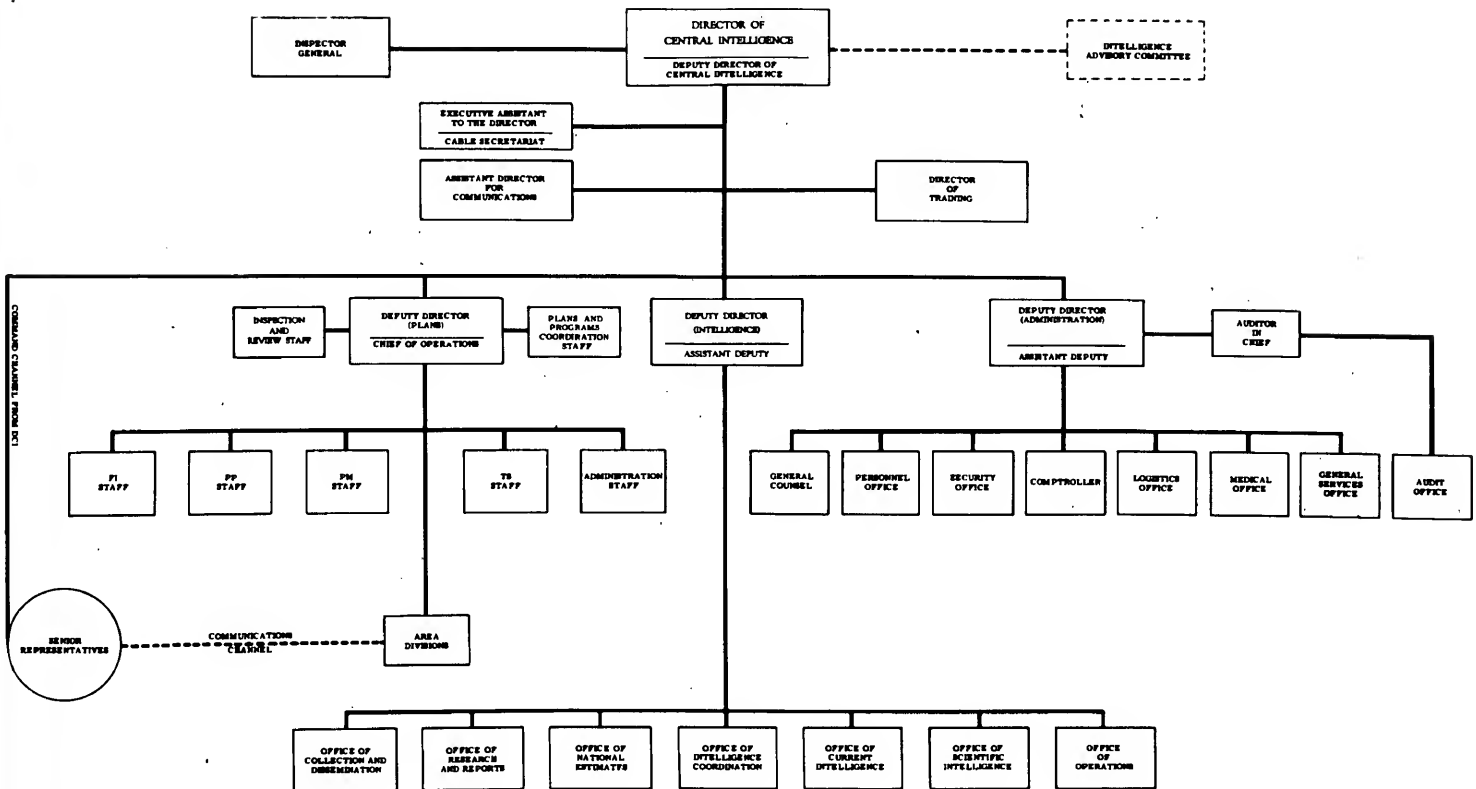 INSPECTOR
GENERAL
DIRECTOR OF
CENTRAL INTELLIGENCE
DEPUTY DIRECTOR OF
CENTRAL INTELLIGENCE
INTELLIGENCE
ADVISORY COMMITTEE
EXECUTIVE ASSISTANT
TO THE DIRECTOR
CABLE SECRETARIAT
ASSISTANT DIRECTOR
FOR
COMMUNICATIONS
DIRECTOR
OF
TRAINING
COMMAND CHANNEL FROM DCI
INSPECTION
AND
REVIEW STAFF
DEPUTY DIRECTOR
(PLANS)
CHIEF OF OPERATIONS
PLANS AND
PROGRAMS
COORDINATION
STAFF
DEPUTY DIRECTOR
(INTELLIGENCE)
ASSISTANT DEPUTY
DEPUTY DIRECTOR
(ADMINISTRATION)
ASSISTANT DEPUTY
AUDITOR
IN
CHIEF
FI
STAFF
PP
STAFF
PM
STAFF
TS
STAFF
ADMINISTRATION
STAFF
GENERAL
COUNSEL
PERSONNEL
OFFICE
SECURITY
OFFICE
COMPTROLLER
LOGISTICS
OFFICE
MEDICAL
OFFICE
GENERAL
SERVICES
OFFICE
AUDIT
OFFICE
SENIOR
REPRESENTATIVES
COMMUNICATIONS
CHANNEL
AREA
DIVISIONS
OFFICE OF
COLLECTION AND
DISSEMINATION
OFFICE OF
RESEARCH
AND REPORTS
OFFICE OF
NATIONAL
ESTIMATES
OFFICE OF
INTELLIGENCE
COORDINATION
OFFICE OF
CURRENT
INTELLIGENCE
OFFICE OF
SCIENTIFIC
INTELLIGENCE
OFFICE
OF
OPERATIONS